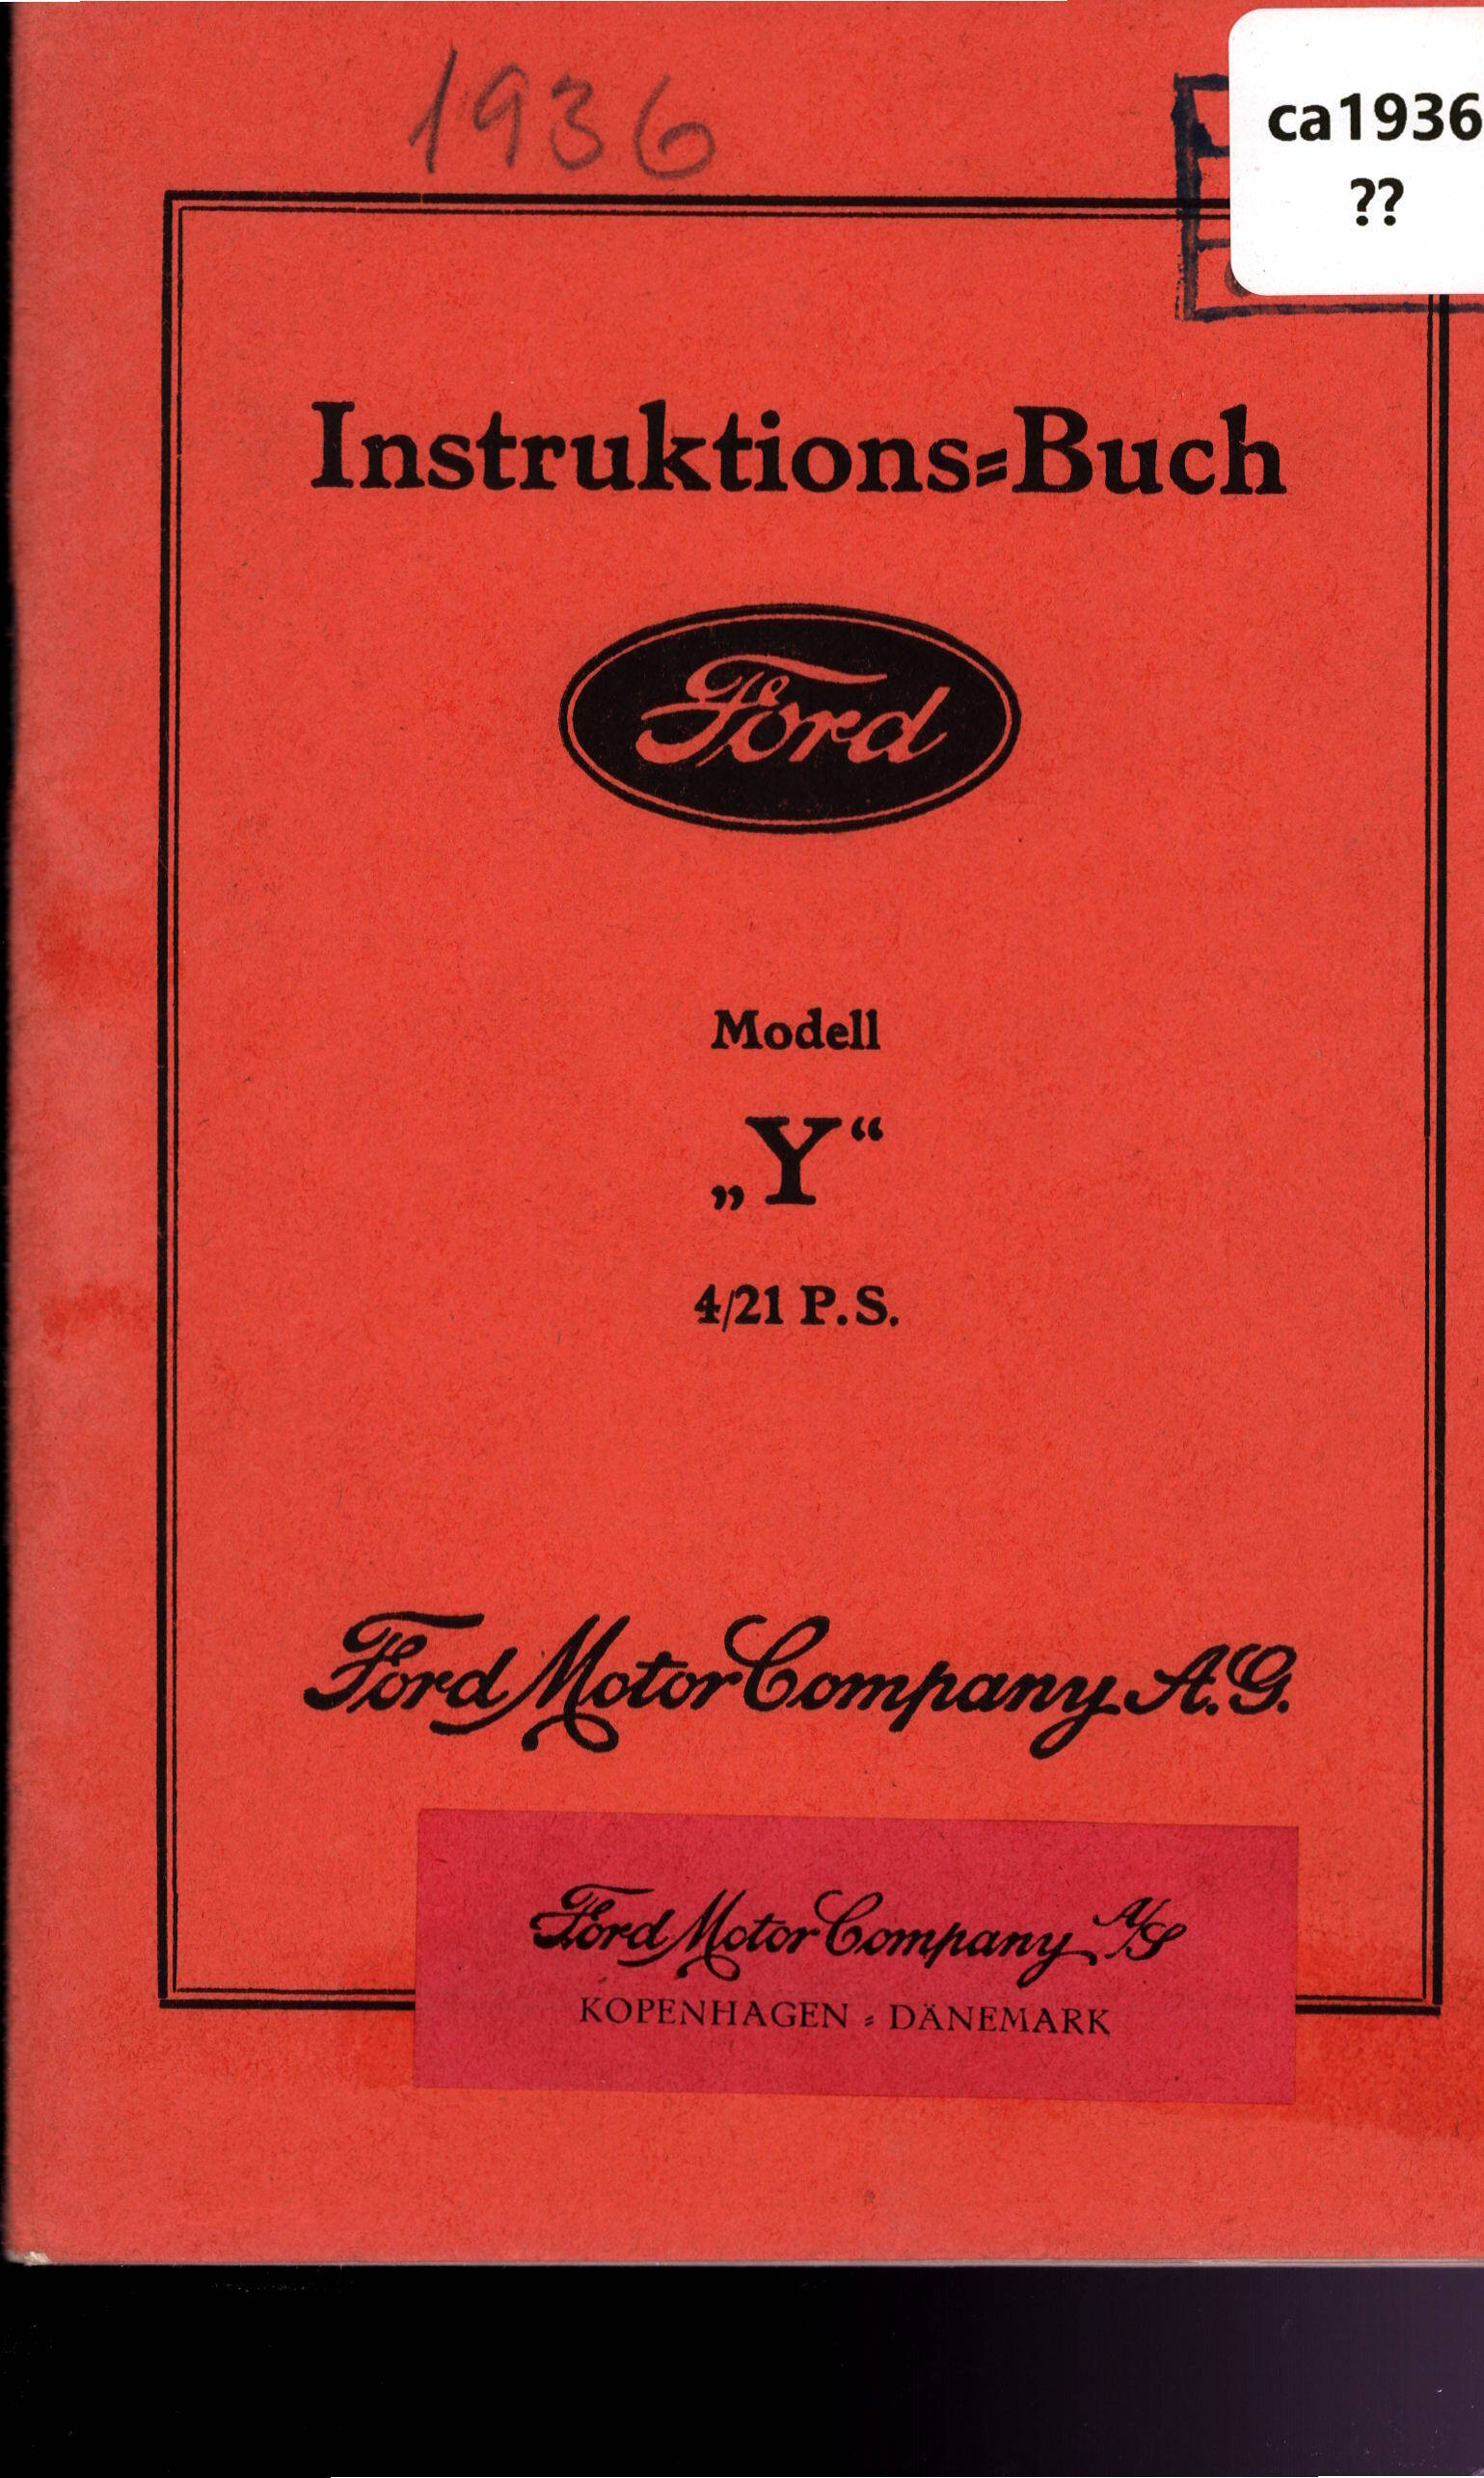 1936
ca1936
??
Instruktions-Buch
Ford
Modell
„Y“
4/21 P.S.
Ford Motor Company A.G.
Ford Motor Company A/S
KOPENHAGEN - DÄNEMARK